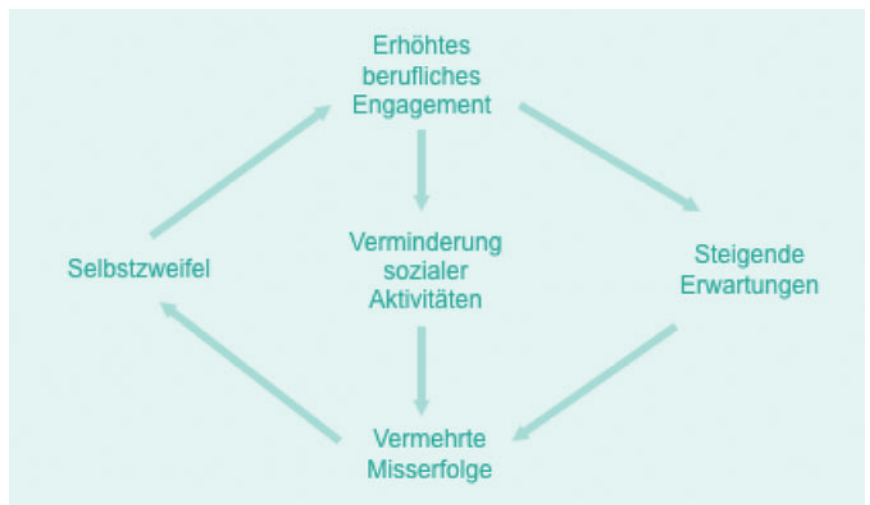 Erhöhtes
berufliches
Engagement
Selbstzweifel
Verminderung
sozialer
Aktivitäten
Steigende
Erwartungen
Vermehrte
Misserfolge